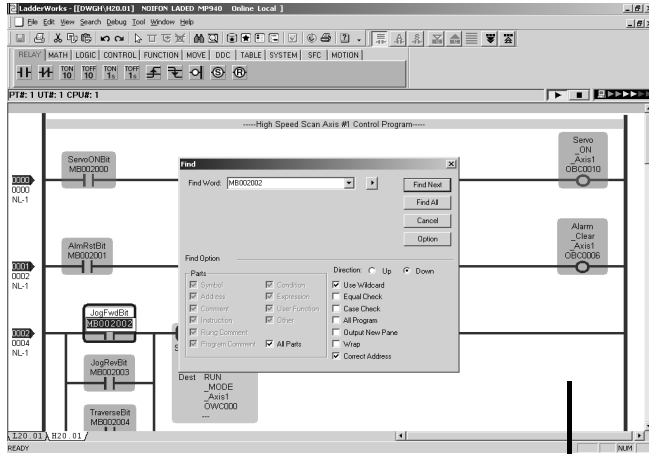 LadderWorks - [[DWGH\H20.01] NOIFON LADED MP940 Online Local ]
File Edit View Search Debug Tool Window Help
RELAY MATH LOGIC CONTROL FUNCTION MOVE DDC TABLE SYSTEM SFC MOTION
TON 10 TOFF 10 TON 1s TOFF 1s
PT#: 1 UT#: 1 CPU#: 1
-----High Speed Scan Axis #1 Control Program-----
Servo
_ON
_Axis1
OBC0010
ServoONBit
MB002000
0000
0000
NL-1
Alarm
_Clear
_Axis1
OBC0006
AlmRstBit
MB002001
0001
0002
NL-1
JogFwdBit
MB002002
0002
0004
NL-1
S
JogRevBit
MB002003
Dest RUN
_MODE
_Axis1
OWC000
---
TraverseBit
MB002004
Find
Find Word: MB002002
Find Next
Find All
Cancel
Option
Find Option
Parts
Symbol Condition
Address Expression
Comment User Function
Instruction Other
Rung Comment
Program Comment All Parts
Direction: Up Down
Use Wildcard
Equal Check
Case Check
All Program
Output New Pane
Wrap
Correct Address
L20.01 H20.01
READY NUM